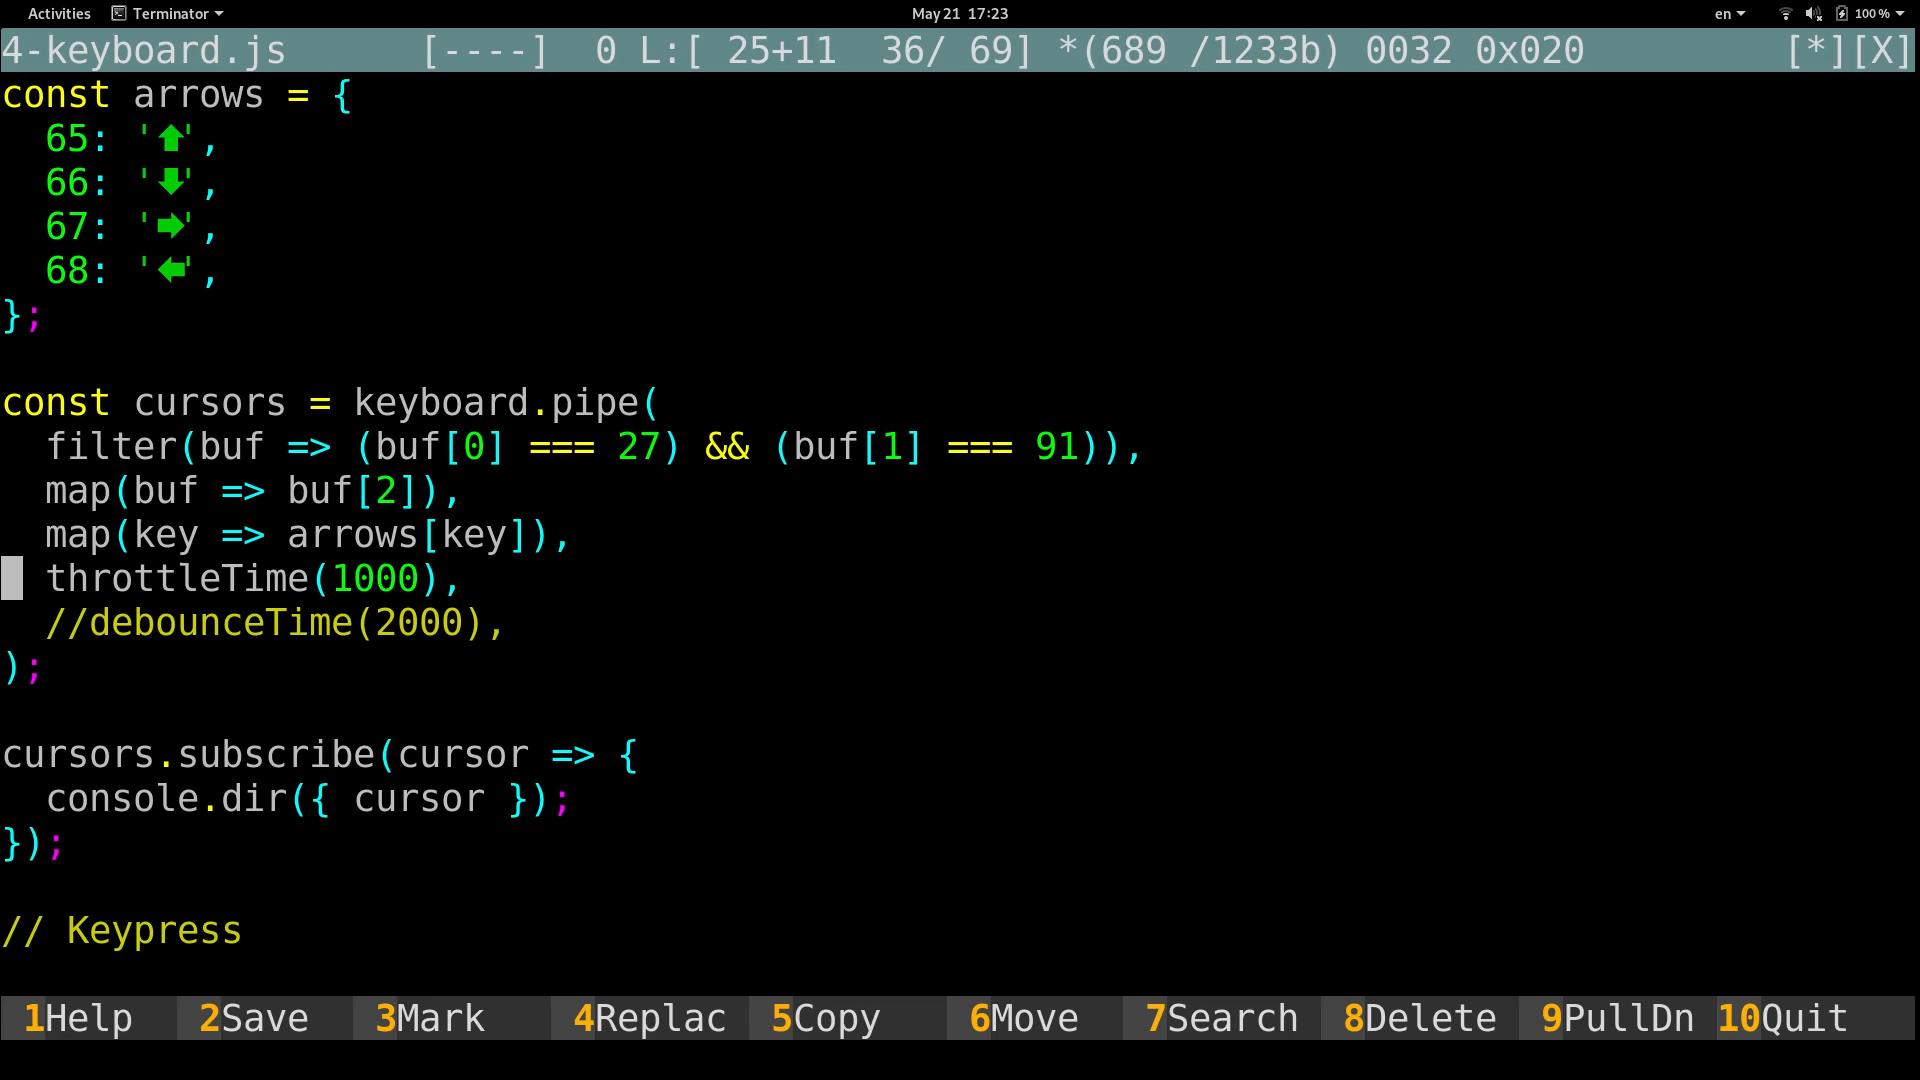 Activities Terminator May 21 17:23 en 100 %
4-keyboard.js [----] 0 L:[ 25+11 36/ 69] *(689 /1233b) 0032 0x020 [*][X]
const arrows = {
  65: '🡅',
  66: '🡇',
  67: '🡆',
  68: '🡄',
};
const cursors = keyboard.pipe(
  filter(buf => (buf[0] === 27) && (buf[1] === 91)),
  map(buf => buf[2]),
  map(key => arrows[key]),
  throttleTime(1000),
  //debounceTime(2000),
);
cursors.subscribe(cursor => {
  console.dir({ cursor });
});
// Keypress
1Help 2Save 3Mark 4Replac 5Copy 6Move 7Search 8Delete 9PullDn 10Quit